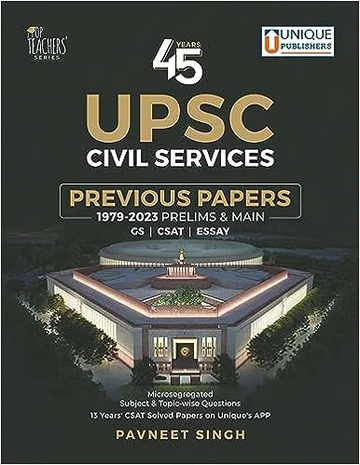 TOP
TEACHERS'
SERIES
UNIQUE
PUBLISHERS
45 YEARS
UPSC
CIVIL SERVICES
PREVIOUS PAPERS
1979-2023 PRELIMS & MAIN
GS | CSAT | ESSAY
Microsegregated
Subject & Topic-wise Questions
13 Years' CSAT Solved Papers on Unique's APP
PAVNEET SINGH